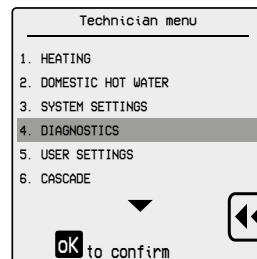 Technician menu
1. HEATING
2. DOMESTIC HOT WATER
3. SYSTEM SETTINGS
4. DIAGNOSTICS
5. USER SETTINGS
6. CASCADE
oK to confirm